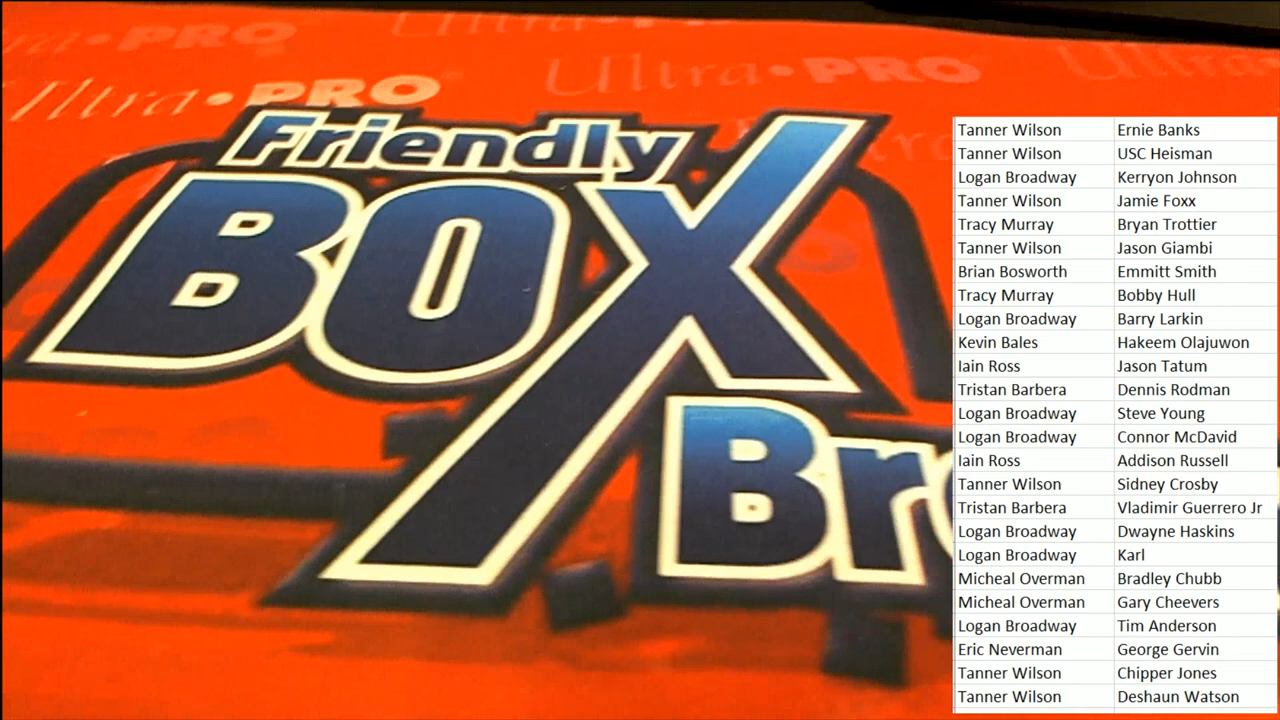 Ultra•PRO
Ultra•PRO
Ultra•PRO
Friendly
BOX
Br
Tanner Wilson Ernie Banks
Tanner Wilson USC Heisman
Logan Broadway Kerryon Johnson
Tanner Wilson Jamie Foxx
Tracy Murray Bryan Trottier
Tanner Wilson Jason Giambi
Brian Bosworth Emmitt Smith
Tracy Murray Bobby Hull
Logan Broadway Barry Larkin
Kevin Bales Hakeem Olajuwon
Iain Ross Jason Tatum
Tristan Barbera Dennis Rodman
Logan Broadway Steve Young
Logan Broadway Connor McDavid
Iain Ross Addison Russell
Tanner Wilson Sidney Crosby
Tristan Barbera Vladimir Guerrero Jr
Logan Broadway Dwayne Haskins
Logan Broadway Karl
Micheal Overman Bradley Chubb
Micheal Overman Gary Cheevers
Logan Broadway Tim Anderson
Eric Neverman George Gervin
Tanner Wilson Chipper Jones
Tanner Wilson Deshaun Watson